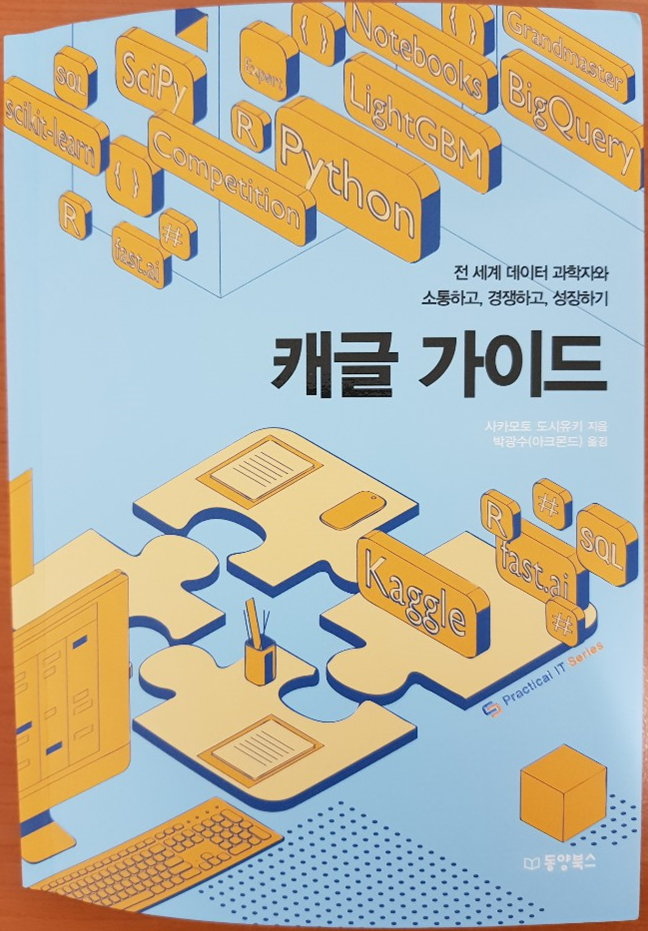 { }
{ }
Notebooks
Grandmaster
SQL
SciPy
Expert
LightGBM
BigQuery
scikit-learn
R
Competition
Python
{ }
R
#
fast.ai
전 세계 데이터 과학자와
소통하고, 경쟁하고, 성장하기
캐글 가이드
사카모토 도시유키 지음
박광수(아크몬드) 옮김
R
##
SQL
fast.ai
Kaggle
##
Practical IT Series
동양북스